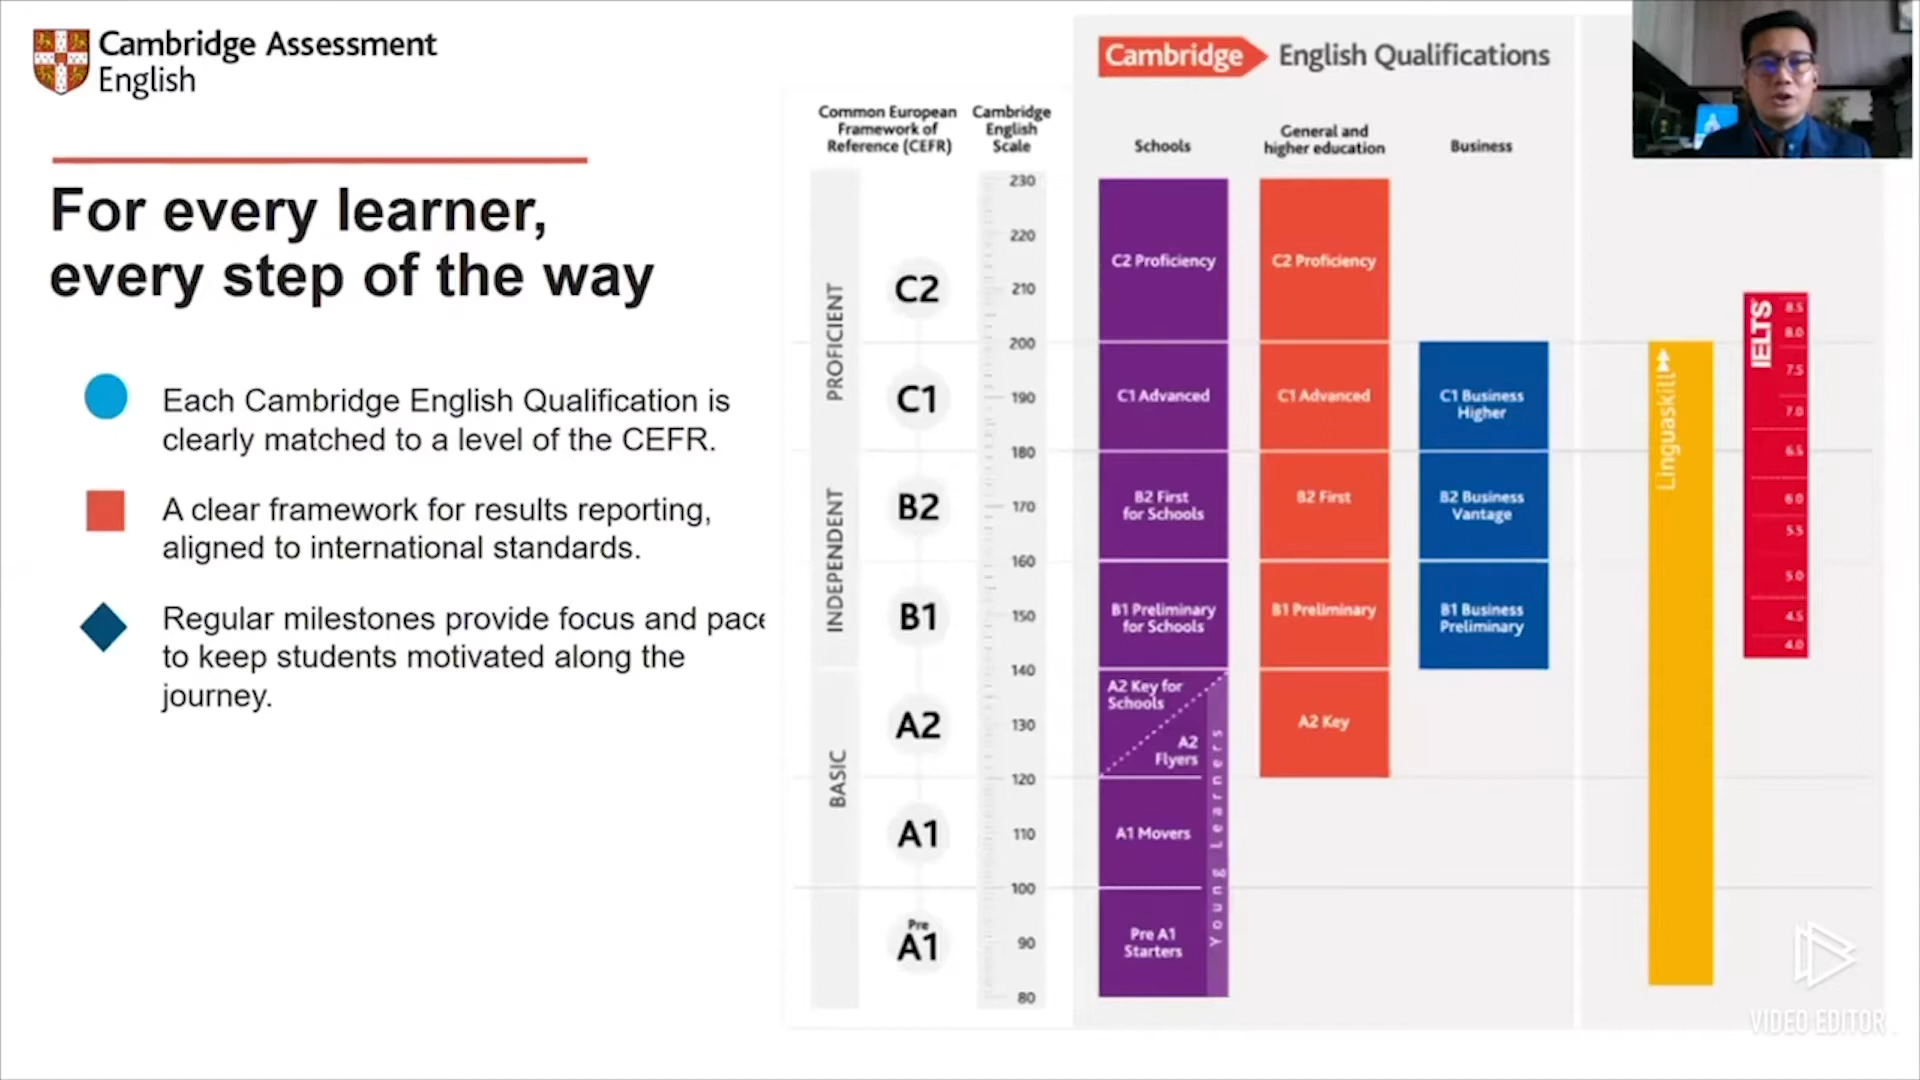 Cambridge Assessment
English
For every learner,
every step of the way
Each Cambridge English Qualification is
clearly matched to a level of the CEFR.
A clear framework for results reporting,
aligned to international standards.
Regular milestones provide focus and pace
to keep students motivated along the
journey.
Cambridge English Qualifications
Common European
Framework of
Reference (CEFR)
Cambridge
English
Scale
Schools
General and
higher education
Business
PROFICIENT
INDEPENDENT
BASIC
C2
C1
B2
B1
A2
A1
Pre
A1
230
220
210
200
190
180
170
160
150
140
130
120
110
100
90
80
C2 Proficiency
C1 Advanced
B2 First
for Schools
B1 Preliminary
for Schools
A2 Key for
Schools
A2
Flyers
A1 Movers
Pre A1
Starters
Young Learners
C2 Proficiency
C1 Advanced
B2 First
B1 Preliminary
A2 Key
C1 Business
Higher
B2 Business
Vantage
B1 Business
Preliminary
Linguaskill
IELTS
8.5
8.0
7.5
7.0
6.5
6.0
5.5
5.0
4.5
4.0
VIDEO EDITOR